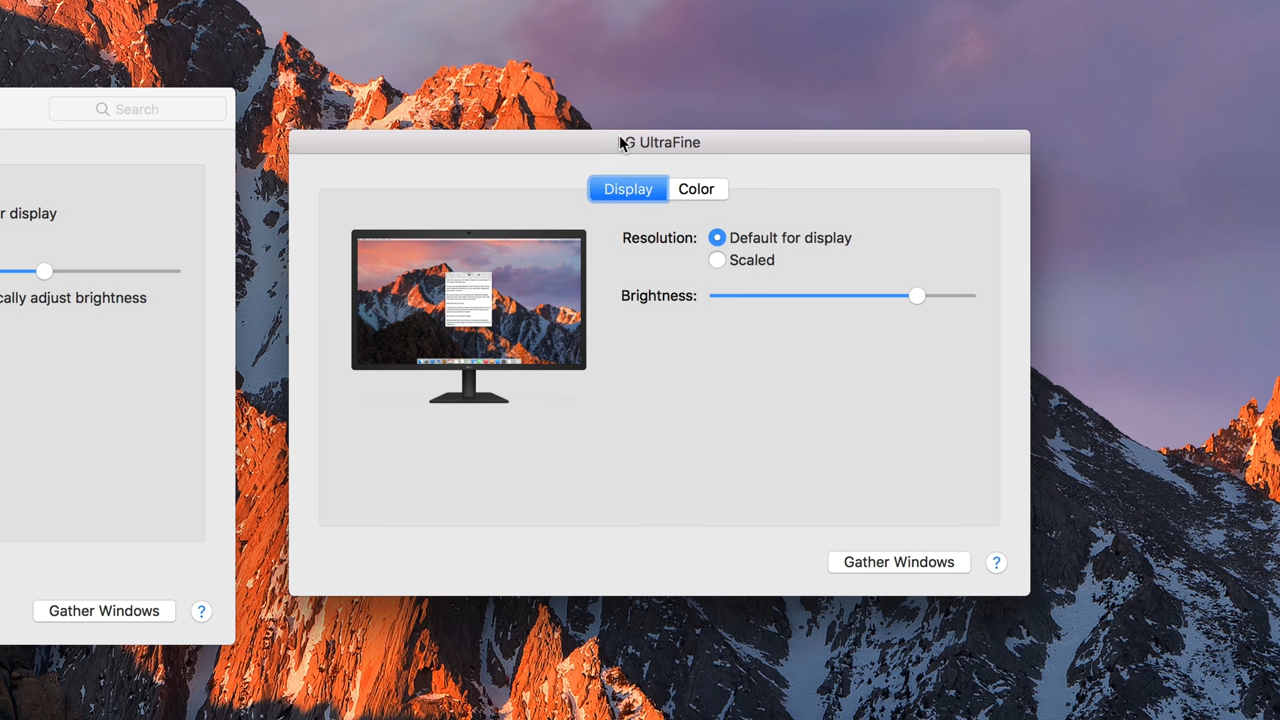 Search
r display
cally adjust brightness
Gather Windows
?
G UltraFine
Display
Color
Resolution:
Default for display
Scaled
Brightness:
Gather Windows
?